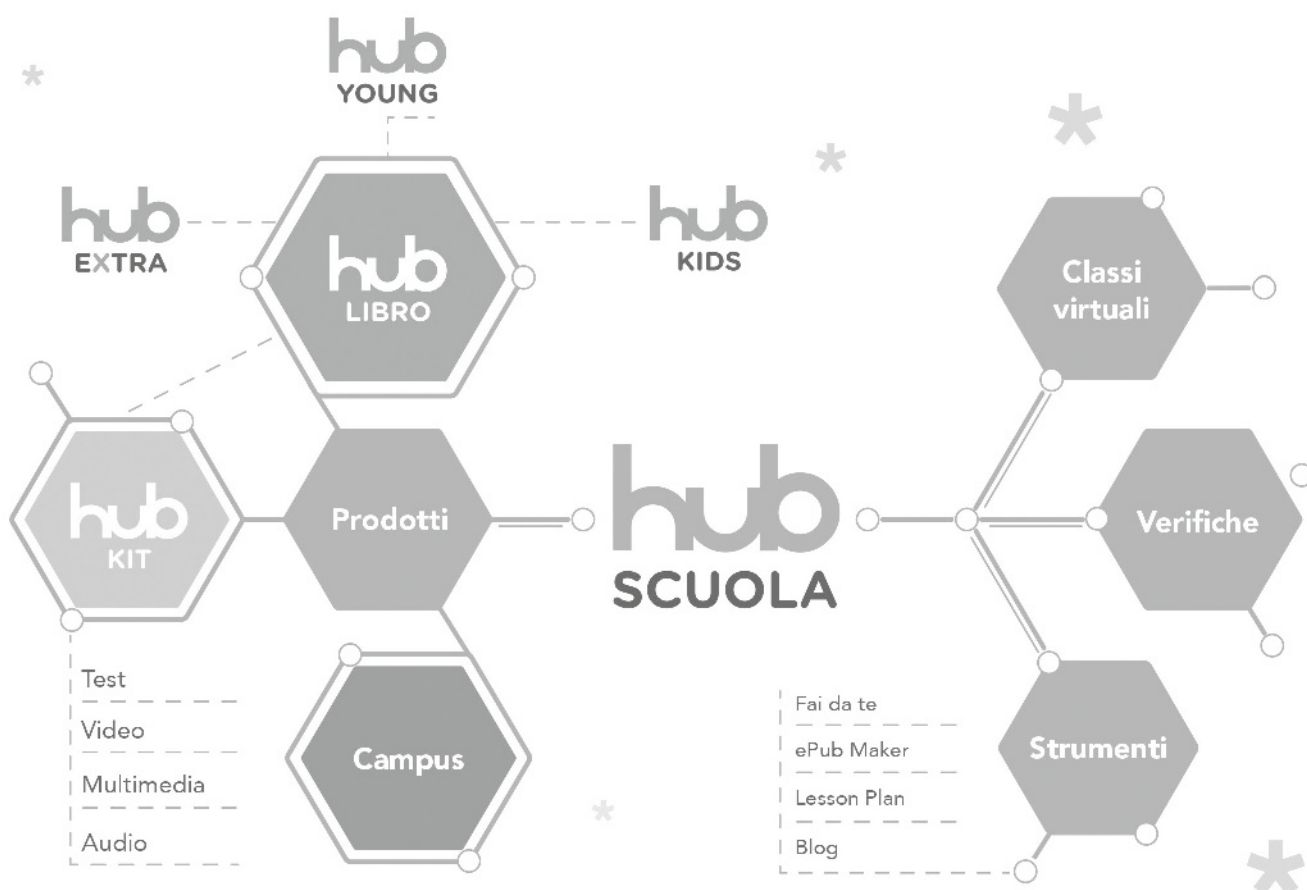 hub
YOUNG
hub
EXTRA
hub
LIBRO
hub
KIDS
hub
KIT
Prodotti
Campus
Test
Video
Multimedia
Audio
hub
SCUOLA
Classi
virtuali
Verifiche
Strumenti
Fai da te
ePub Maker
Lesson Plan
Blog